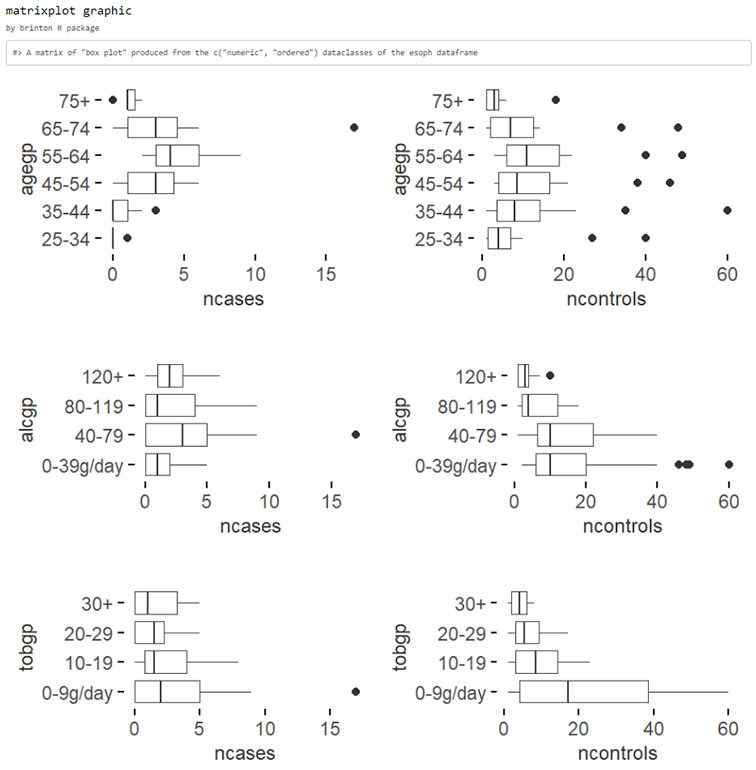 matrixplot graphic
by brinton R package
#> A matrix of "box plot" produced from the c("numeric", "ordered") dataclasses of the esoph dataframe
agegp
75+
65-74
55-64
45-54
35-44
25-34
0 5 10 15
ncases
agegp
75+
65-74
55-64
45-54
35-44
25-34
0 20 40 60
ncontrols
alcgp
120+
80-119
40-79
0-39g/day
0 5 10 15
ncases
alcgp
120+
80-119
40-79
0-39g/day
0 20 40 60
ncontrols
tobgp
30+
20-29
10-19
0-9g/day
0 5 10 15
ncases
tobgp
30+
20-29
10-19
0-9g/day
0 20 40 60
ncontrols